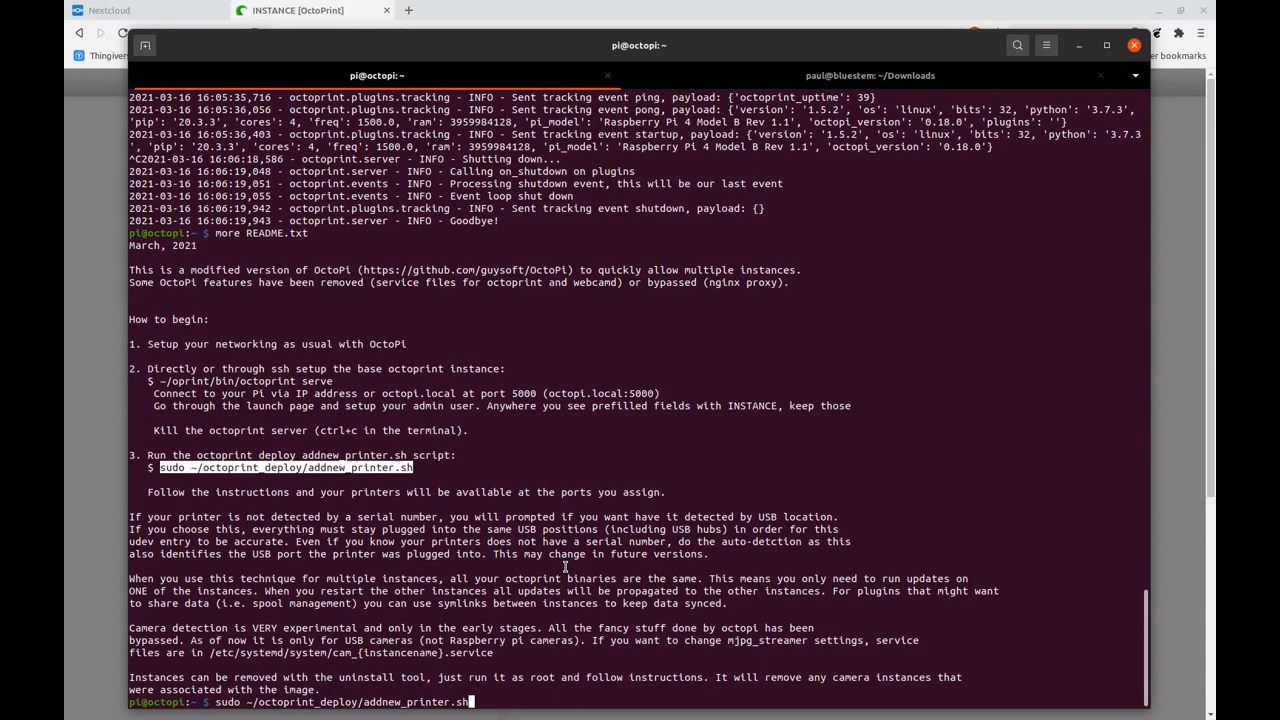 Nextcloud
INSTANCE [OctoPrint]
Thingivers
er bookmarks
pi@octopi: ~
pi@octopi: ~
paul@bluestem: ~/Downloads
2021-03-16 16:05:35,716 - octoprint.plugins.tracking - INFO - Sent tracking event ping, payload: {'octoprint_uptime': 39}
2021-03-16 16:05:36,056 - octoprint.plugins.tracking - INFO - Sent tracking event pong, payload: {'version': '1.5.2', 'os': 'linux', 'bits': 32, 'python': '3.7.3',
'pip': '20.3.3', 'cores': 4, 'freq': 1500.0, 'ram': 3959984128, 'pi_model': 'Raspberry Pi 4 Model B Rev 1.1', 'octopi_version': '0.18.0', 'plugins': ''}
2021-03-16 16:05:36,403 - octoprint.plugins.tracking - INFO - Sent tracking event startup, payload: {'version': '1.5.2', 'os': 'linux', 'bits': 32, 'python': '3.7.3
', 'pip': '20.3.3', 'cores': 4, 'freq': 1500.0, 'ram': 3959984128, 'pi_model': 'Raspberry Pi 4 Model B Rev 1.1', 'octopi_version': '0.18.0'}
^C2021-03-16 16:06:18,586 - octoprint.server - INFO - Shutting down...
2021-03-16 16:06:19,048 - octoprint.server - INFO - Calling on_shutdown on plugins
2021-03-16 16:06:19,051 - octoprint.events - INFO - Processing shutdown event, this will be our last event
2021-03-16 16:06:19,055 - octoprint.events - INFO - Event loop shut down
2021-03-16 16:06:19,942 - octoprint.plugins.tracking - INFO - Sent tracking event shutdown, payload: {}
2021-03-16 16:06:19,943 - octoprint.server - INFO - Goodbye!
pi@octopi:~ $ more README.txt
March, 2021
This is a modified version of OctoPi (https://github.com/guysoft/OctoPi) to quickly allow multiple instances.
Some OctoPi features have been removed (service files for octoprint and webcamd) or bypassed (nginx proxy).
How to begin:
1. Setup your networking as usual with OctoPi
2. Directly or through ssh setup the base octoprint instance:
$ ~/oprint/bin/octoprint serve
Connect to your Pi via IP address or octopi.local at port 5000 (octopi.local:5000)
Go through the launch page and setup your admin user. Anywhere you see prefilled fields with INSTANCE, keep those
Kill the octoprint server (ctrl+c in the terminal).
3. Run the octoprint_deploy addnew_printer.sh script:
$ sudo ~/octoprint_deploy/addnew_printer.sh
Follow the instructions and your printers will be available at the ports you assign.
If your printer is not detected by a serial number, you will prompted if you want have it detected by USB location.
If you choose this, everything must stay plugged into the same USB positions (including USB hubs) in order for this
udev entry to be accurate. Even if you know your printers does not have a serial number, do the auto-detction as this
also identifies the USB port the printer was plugged into. This may change in future versions.
When you use this technique for multiple instances, all your octoprint binaries are the same. This means you only need to run updates on
ONE of the instances. When you restart the other instances all updates will be propagated to the other instances. For plugins that might want
to share data (i.e. spool management) you can use symlinks between instances to keep data synced.
Camera detection is VERY experimental and only in the early stages. All the fancy stuff done by octopi has been
bypassed. As of now it is only for USB cameras (not Raspberry pi cameras). If you want to change mjpg_streamer settings, service
files are in /etc/systemd/system/cam_{instancename}.service
Instances can be removed with the uninstall tool, just run it as root and follow instructions. It will remove any camera instances that
were associated with the image.
pi@octopi:~ $ sudo ~/octoprint_deploy/addnew_printer.sh